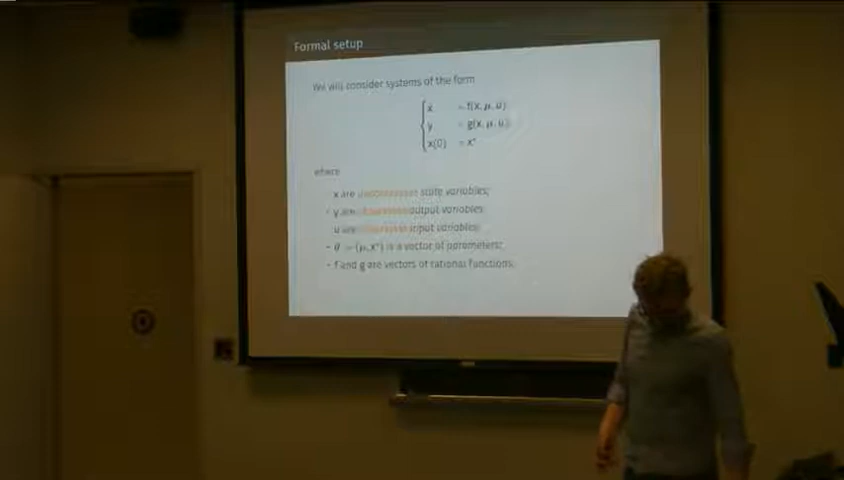 Formal setup
We will consider systems of the form
= f(x, μ, u)
y = g(x, μ, u)
x(0) = x*
where
x are state variables;
y are output variables;
u are input variables;
- θ = (μ, x*) is a vector of parameters;
- f and g are vectors of rational functions.